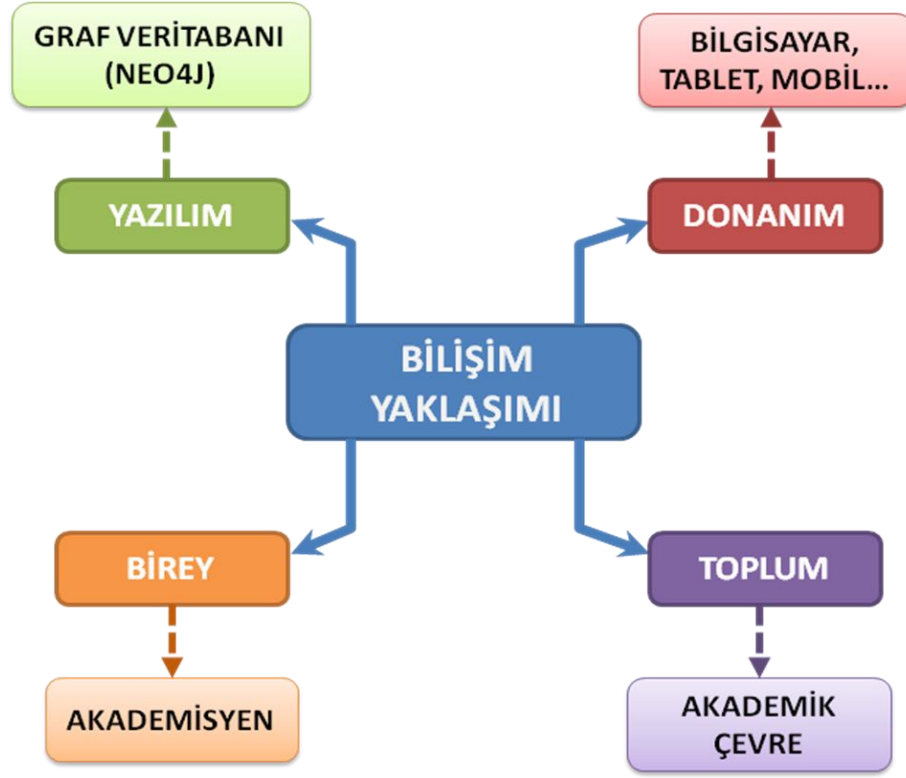 GRAF VERİTABANI
(NEO4J)
BİLGİSAYAR,
TABLET, MOBİL...
YAZILIM
DONANIM
BİLİŞİM
YAKLAŞIMI
BİREY
TOPLUM
AKADEMİSYEN
AKADEMİK
ÇEVRE